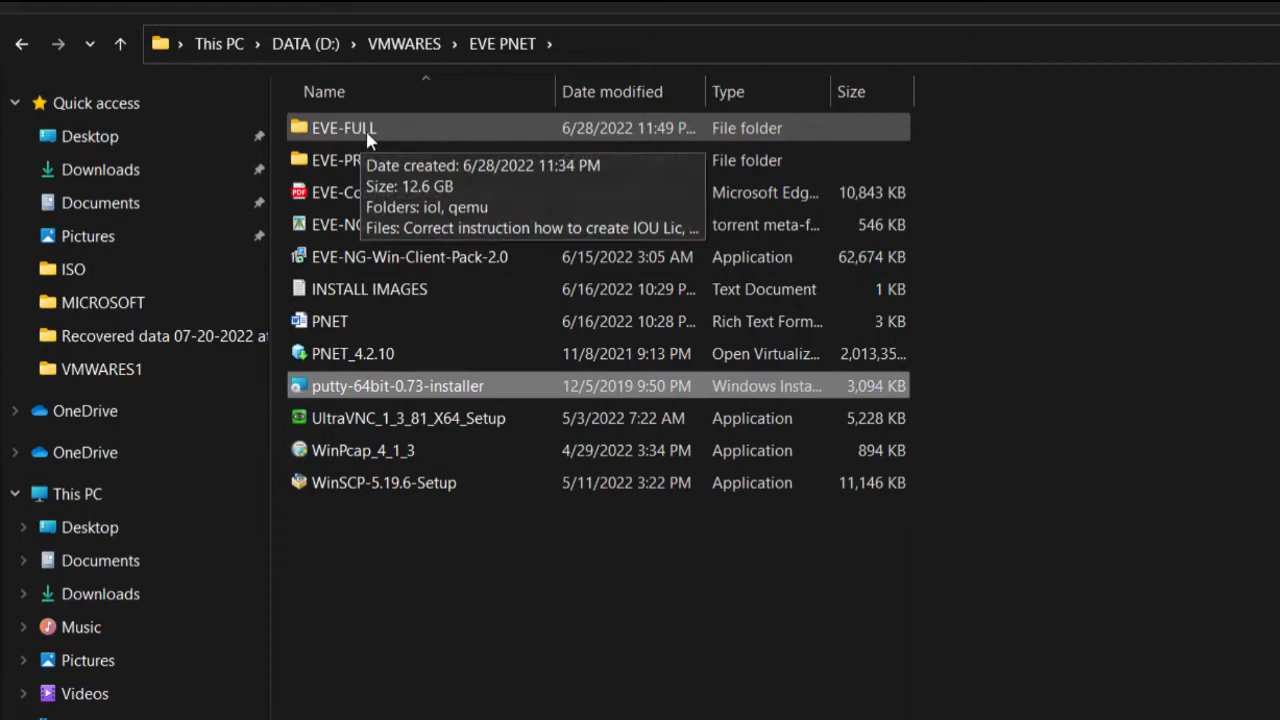 This PC > DATA (D:) > VMWARES > EVE PNET >
Quick access
Desktop
Downloads
Documents
Pictures
ISO
MICROSOFT
Recovered data 07-20-2022 a
VMWARES1
OneDrive
OneDrive
This PC
Desktop
Documents
Downloads
Music
Pictures
Videos
Name Date modified Type Size
EVE-FULL 6/28/2022 11:49 P... File folder
EVE-PR File folder
EVE-Co Microsoft Edg... 10,843 KB
EVE-NG torrent meta-f... 546 KB
Date created: 6/28/2022 11:34 PM
Size: 12.6 GB
Folders: iol, qemu
Files: Correct instruction how to create IOU Lic, ...
EVE-NG-Win-Client-Pack-2.0 6/15/2022 3:05 AM Application 62,674 KB
INSTALL IMAGES 6/16/2022 10:29 P... Text Document 1 KB
PNET 6/16/2022 10:28 P... Rich Text Form... 3 KB
PNET_4.2.10 11/8/2021 9:13 PM Open Virtualiz... 2,013,35...
putty-64bit-0.73-installer 12/5/2019 9:50 PM Windows Insta... 3,094 KB
UltraVNC_1_3_81_X64_Setup 5/3/2022 7:22 AM Application 5,228 KB
WinPcap_4_1_3 4/29/2022 3:34 PM Application 894 KB
WinSCP-5.19.6-Setup 5/11/2022 3:22 PM Application 11,146 KB